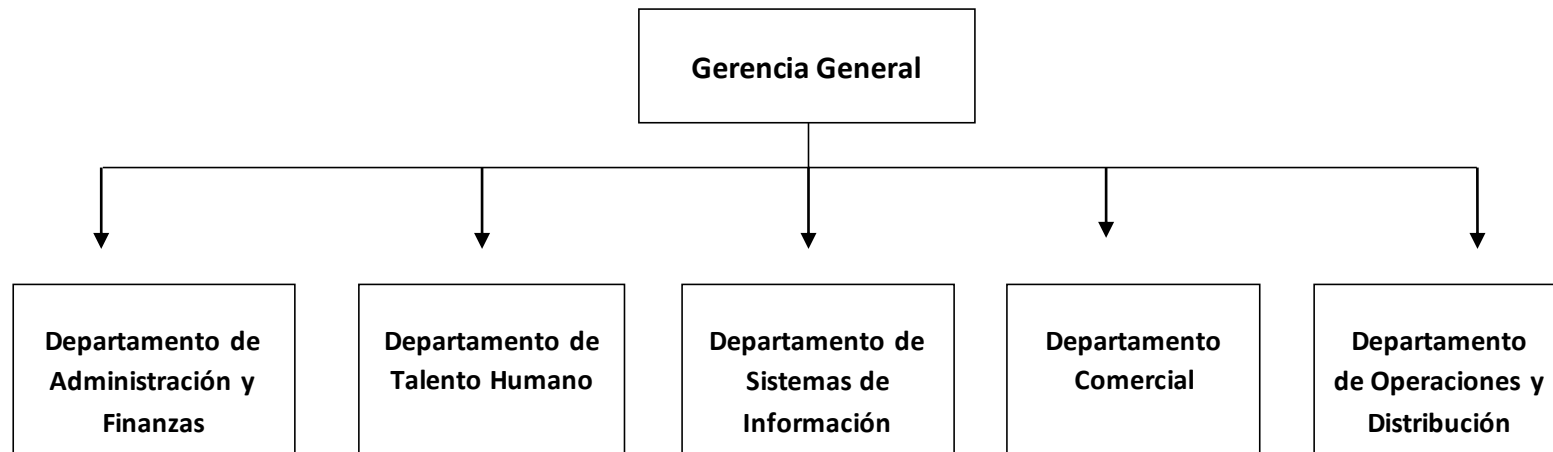 Gerencia General
Departamento de
Administración y
Finanzas
Departamento de
Talento Humano
Departamento de
Sistemas de
Información
Departamento
Comercial
Departamento
de Operaciones y
Distribución